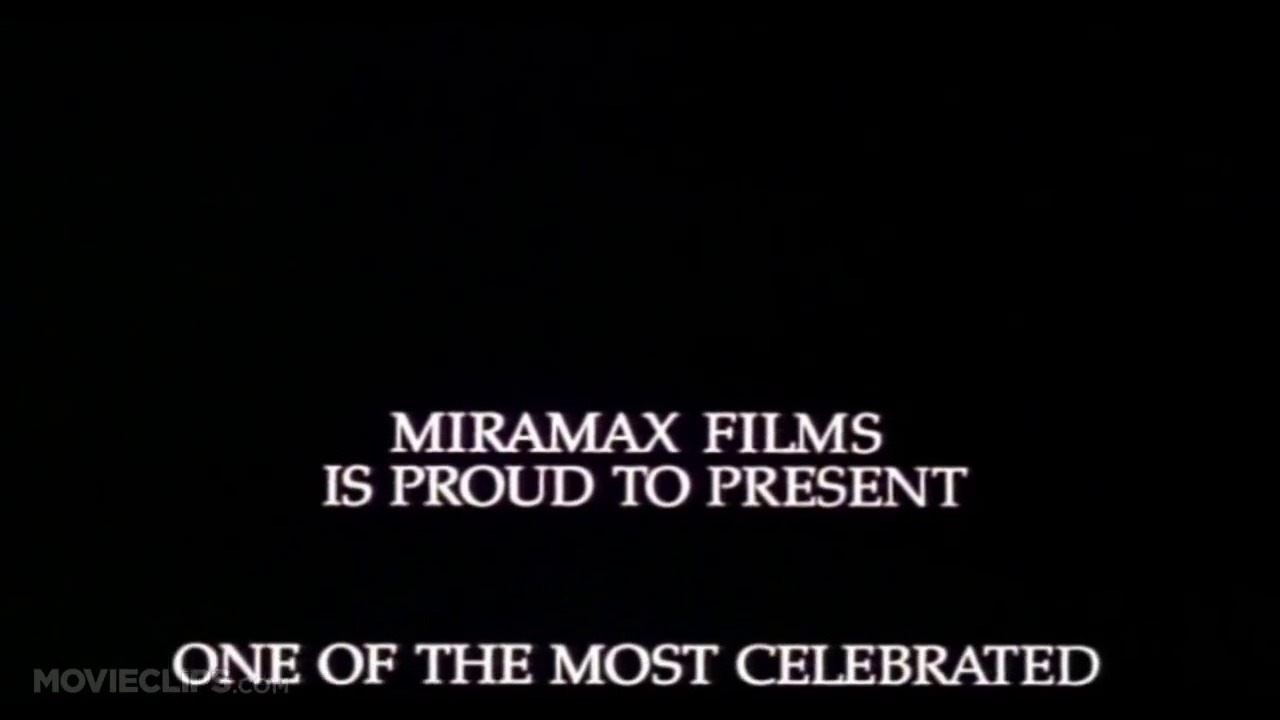 MIRAMAX FILMS
IS PROUD TO PRESENT
ONE OF THE MOST CELEBRATED
MOVIECLIPS.COM